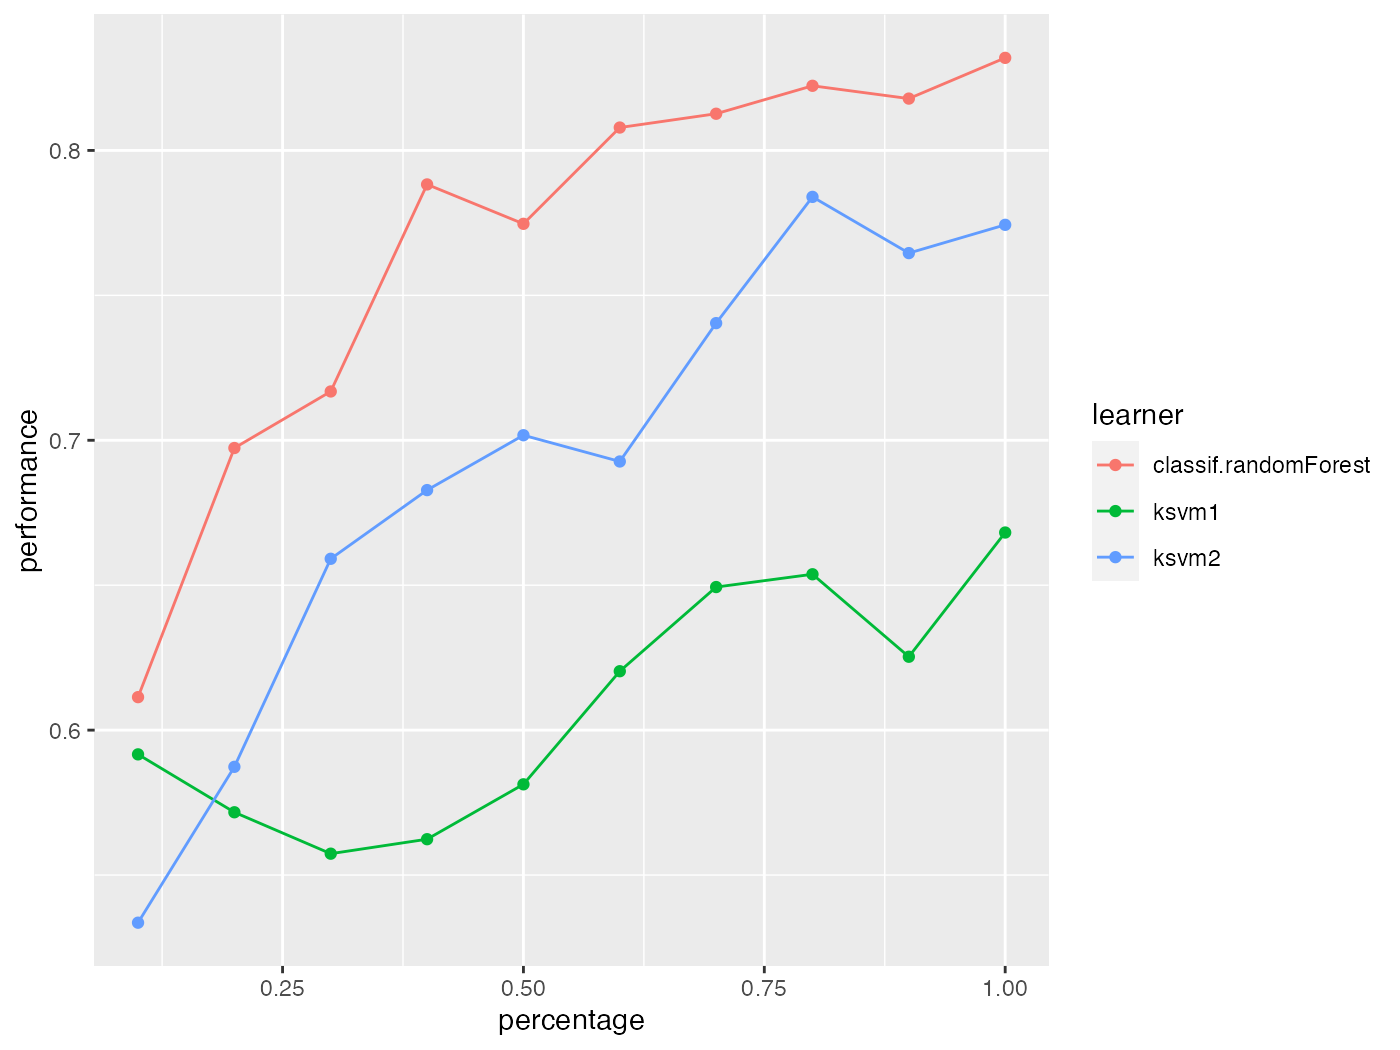 0.8
0.7
0.6
performance
0.25 0.50 0.75 1.00
percentage
learner
classif.randomForest
ksvm1
ksvm2